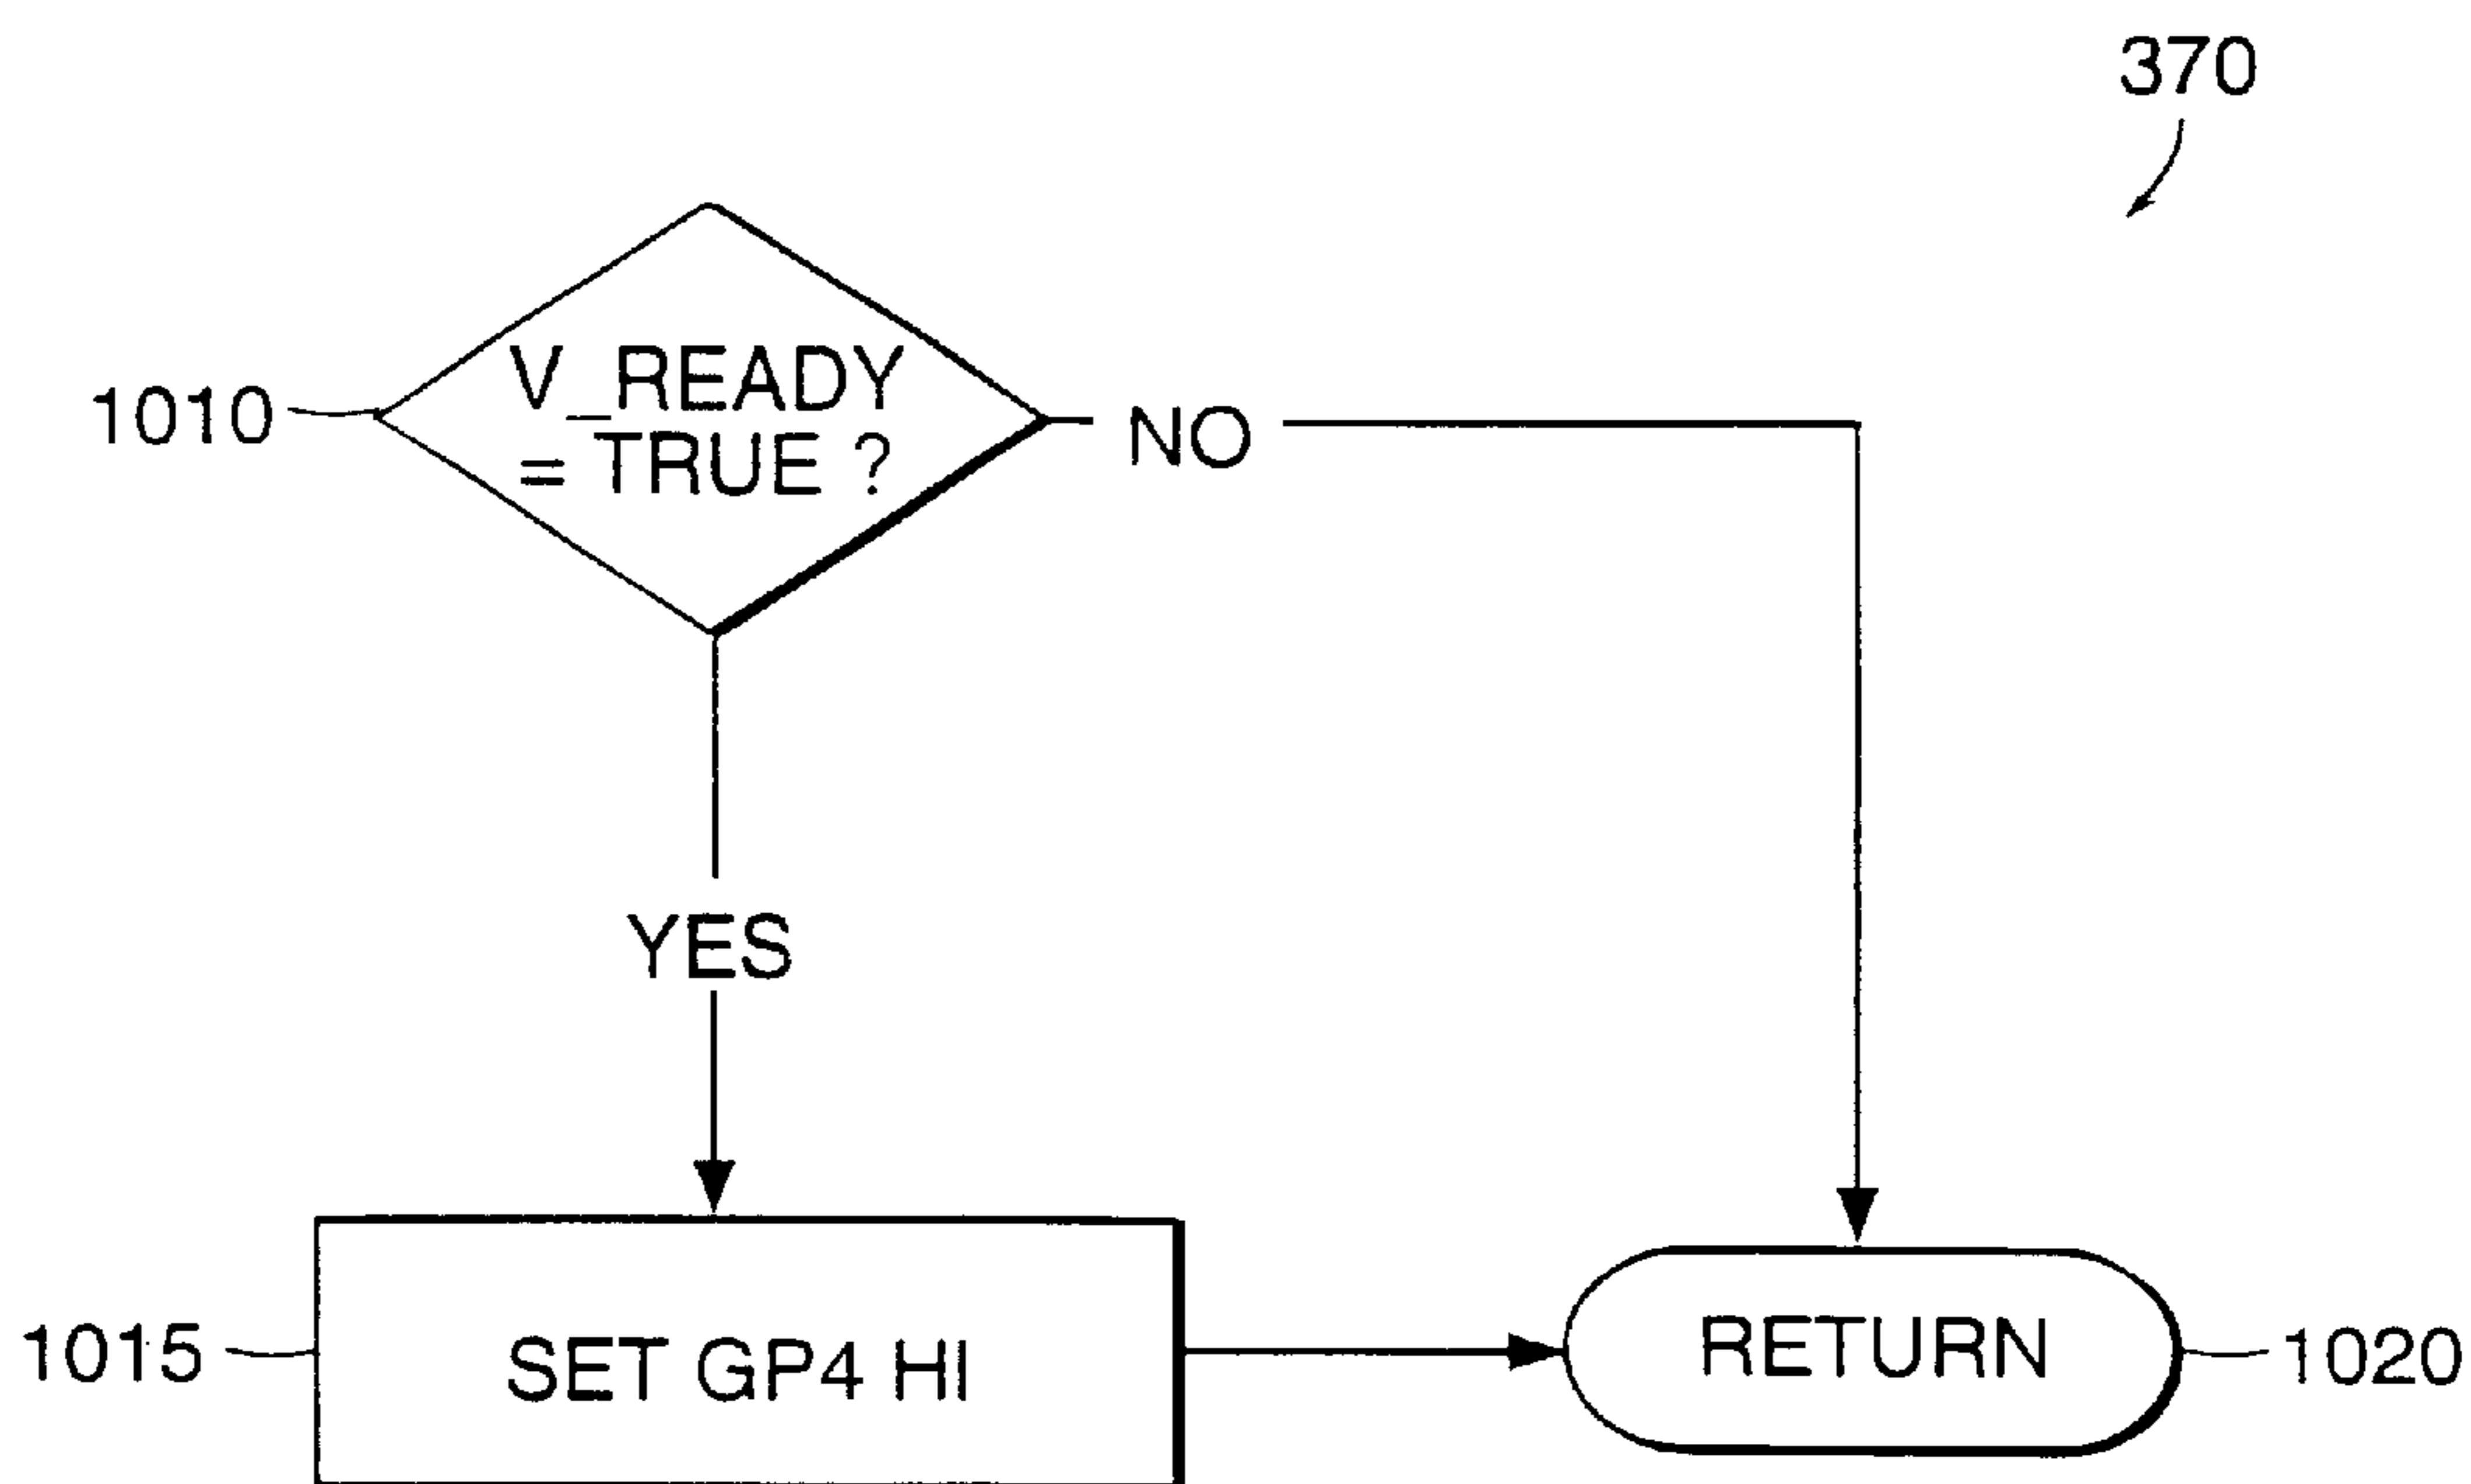 370
V_READY
= TRUE ?
1010
NO
YES
1015
SET GP4 HI
RETURN
1020